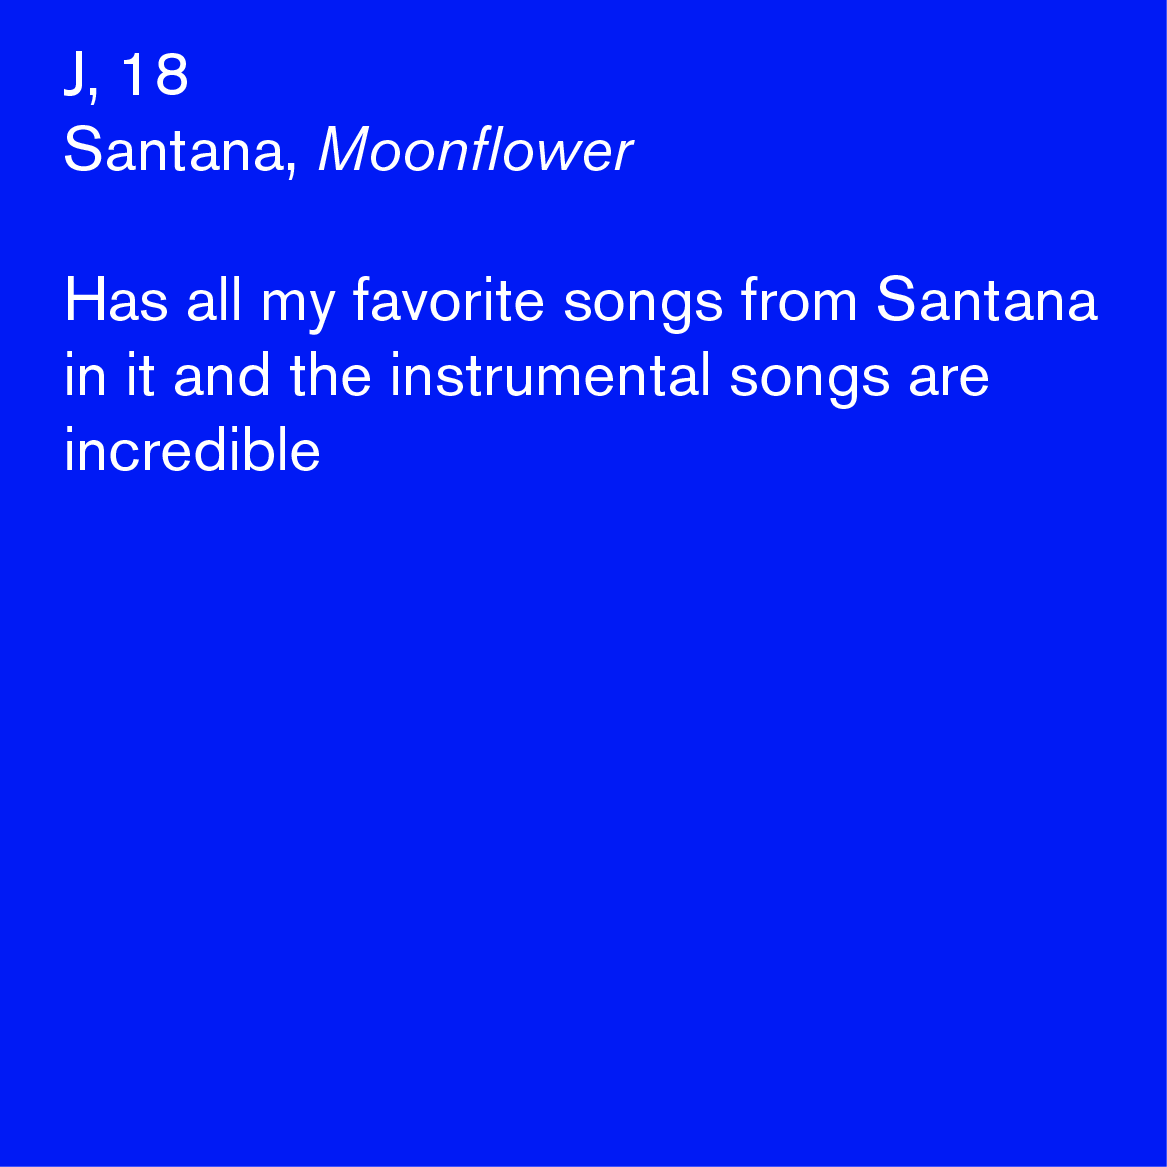 J, 18
Santana, Moonflower
Has all my favorite songs from Santana
in it and the instrumental songs are
incredible